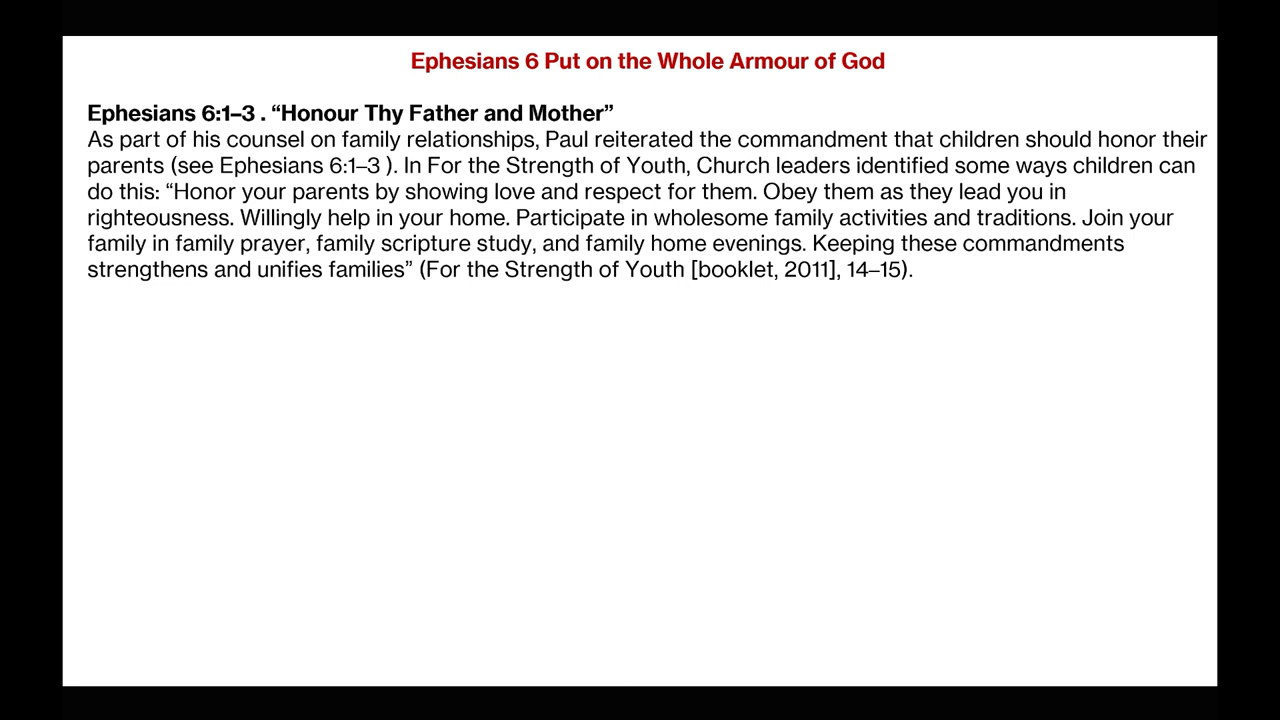 Ephesians 6 Put on the Whole Armour of God
Ephesians 6:1–3 . “Honour Thy Father and Mother”
As part of his counsel on family relationships, Paul reiterated the commandment that children should honor their
parents (see Ephesians 6:1–3 ). In For the Strength of Youth, Church leaders identified some ways children can
do this: “Honor your parents by showing love and respect for them. Obey them as they lead you in
righteousness. Willingly help in your home. Participate in wholesome family activities and traditions. Join your
family in family prayer, family scripture study, and family home evenings. Keeping these commandments
strengthens and unifies families” (For the Strength of Youth [booklet, 2011], 14–15).